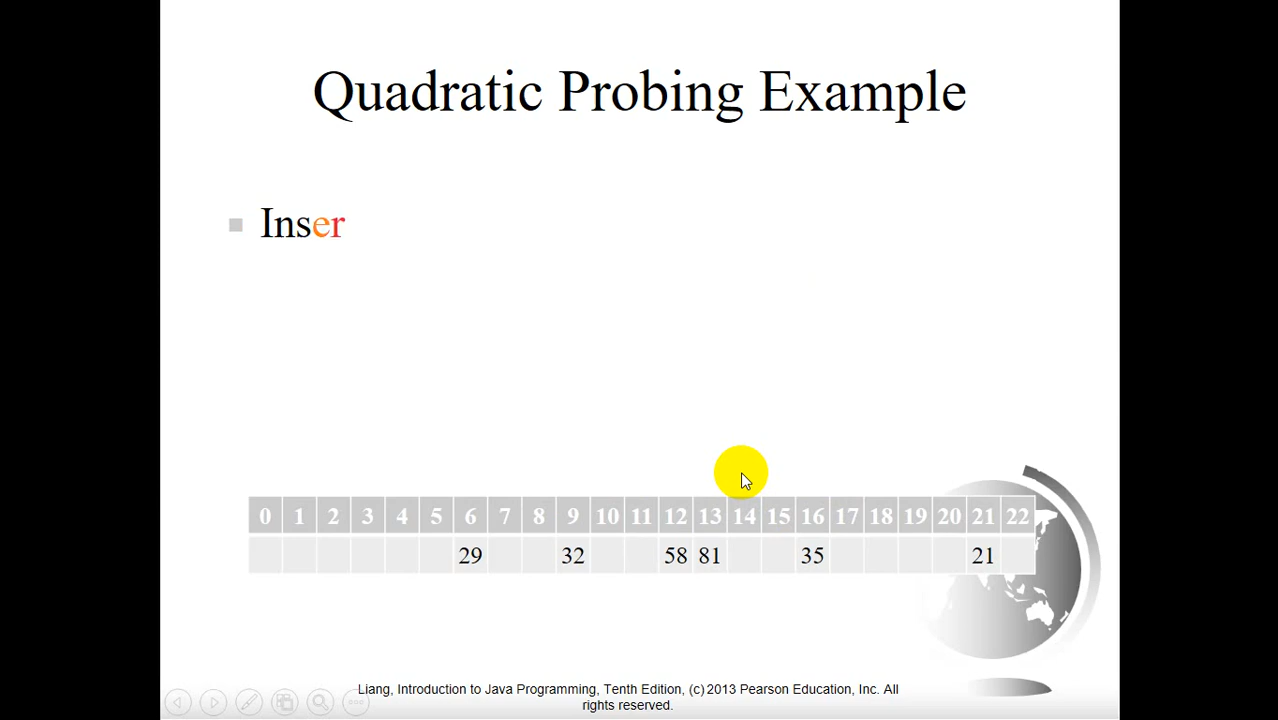 Quadratic Probing Example
Inser
0 1 2 3 4 5 6 7 8 9 10 11 12 13 14 15 16 17 18 19 20 21 22
29 32 58 81 35 21
Liang, Introduction to Java Programming, Tenth Edition, (c) 2013 Pearson Education, Inc. All
rights reserved.